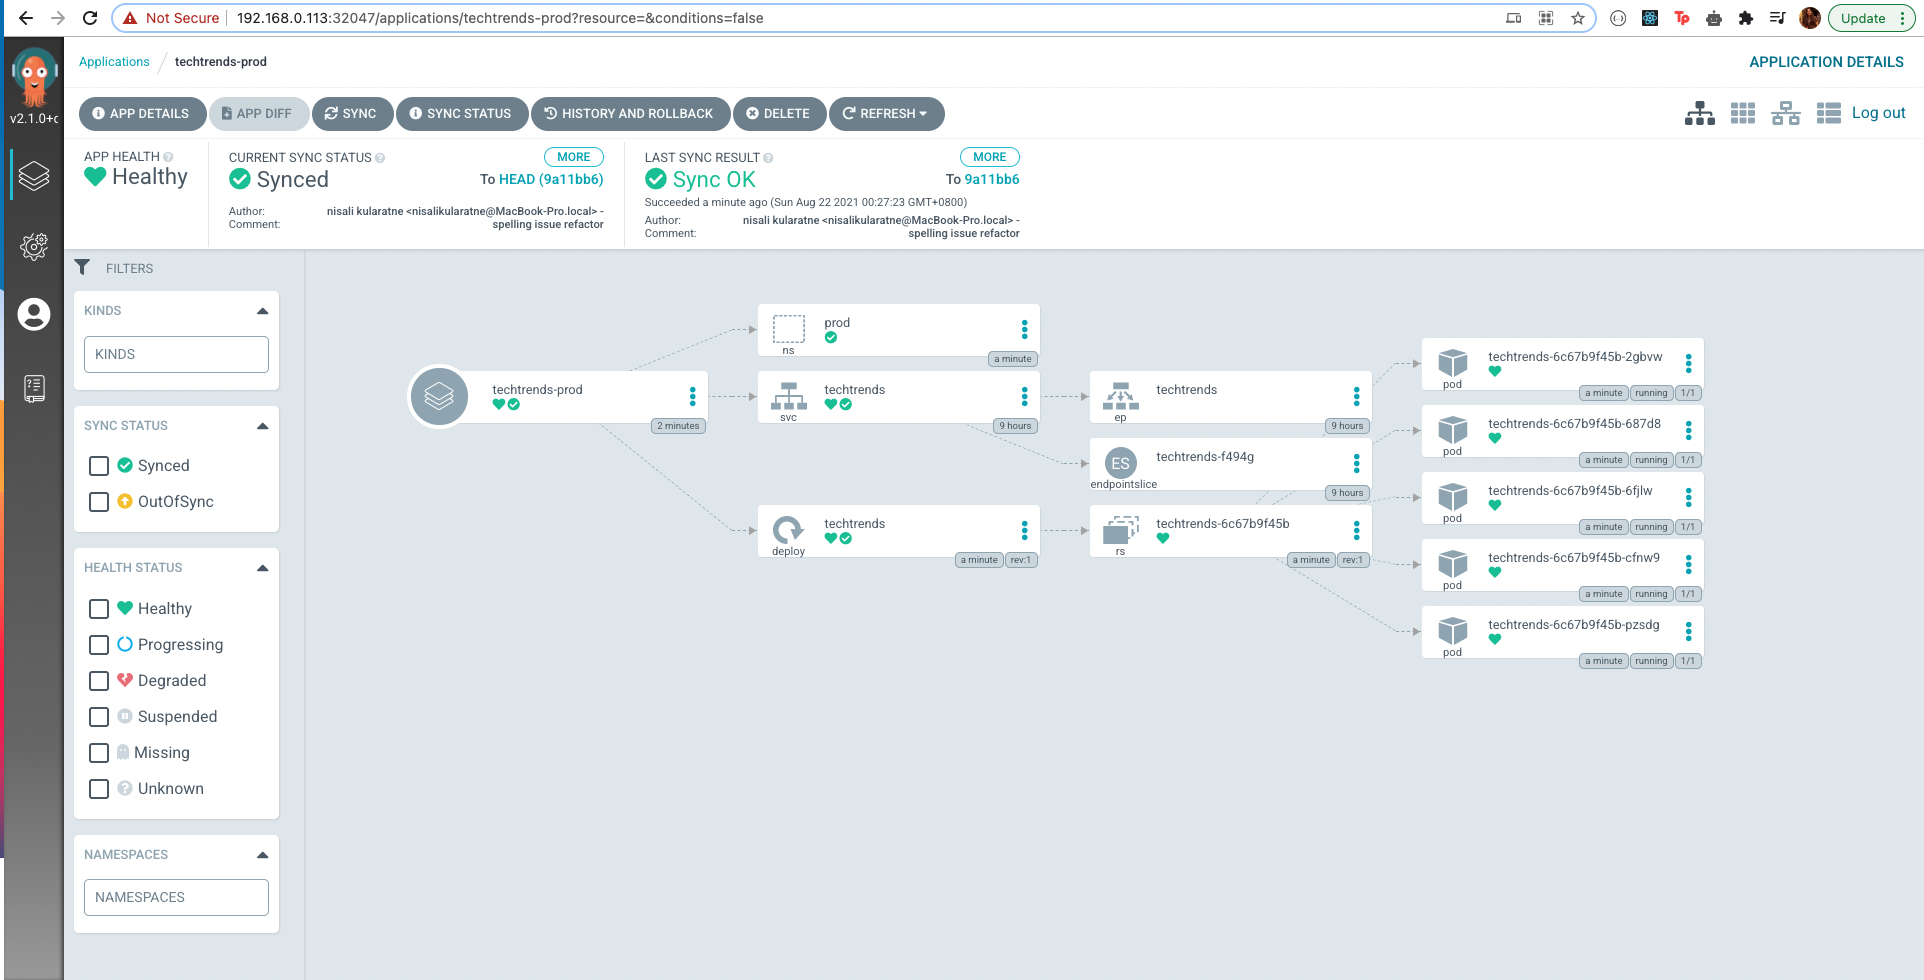 Not Secure 192.168.0.113:32047/applications/techtrends-prod?resource=&conditions=false
Tp
Update
Applications / techtrends-prod
APPLICATION DETAILS
v2.1.0+c
APP DETAILS
APP DIFF
SYNC
SYNC STATUS
HISTORY AND ROLLBACK
DELETE
REFRESH
Log out
APP HEALTH
Healthy
CURRENT SYNC STATUS
MORE
Synced
To HEAD (9a11bb6)
Author: nisali kularatne <nisalikularatne@MacBook-Pro.local> -
Comment: spelling issue refactor
LAST SYNC RESULT
MORE
Sync OK
To 9a11bb6
Succeeded a minute ago (Sun Aug 22 2021 00:27:23 GMT+0800)
Author: nisali kularatne <nisalikularatne@MacBook-Pro.local> -
Comment: spelling issue refactor
FILTERS
KINDS
KINDS
SYNC STATUS
Synced
OutOfSync
HEALTH STATUS
Healthy
Progressing
Degraded
Suspended
Missing
Unknown
NAMESPACES
NAMESPACES
techtrends-prod
2 minutes
prod
ns
a minute
techtrends
svc
9 hours
techtrends
deploy
a minute
rev:1
techtrends
ep
9 hours
ES
techtrends-f494g
endpointslice
9 hours
techtrends-6c67b9f45b
rs
a minute
rev:1
techtrends-6c67b9f45b-2gbvw
pod
a minute running 1/1
techtrends-6c67b9f45b-687d8
pod
a minute running 1/1
techtrends-6c67b9f45b-6fjlw
pod
a minute running 1/1
techtrends-6c67b9f45b-cfnw9
pod
a minute running 1/1
techtrends-6c67b9f45b-pzsdg
pod
a minute running 1/1